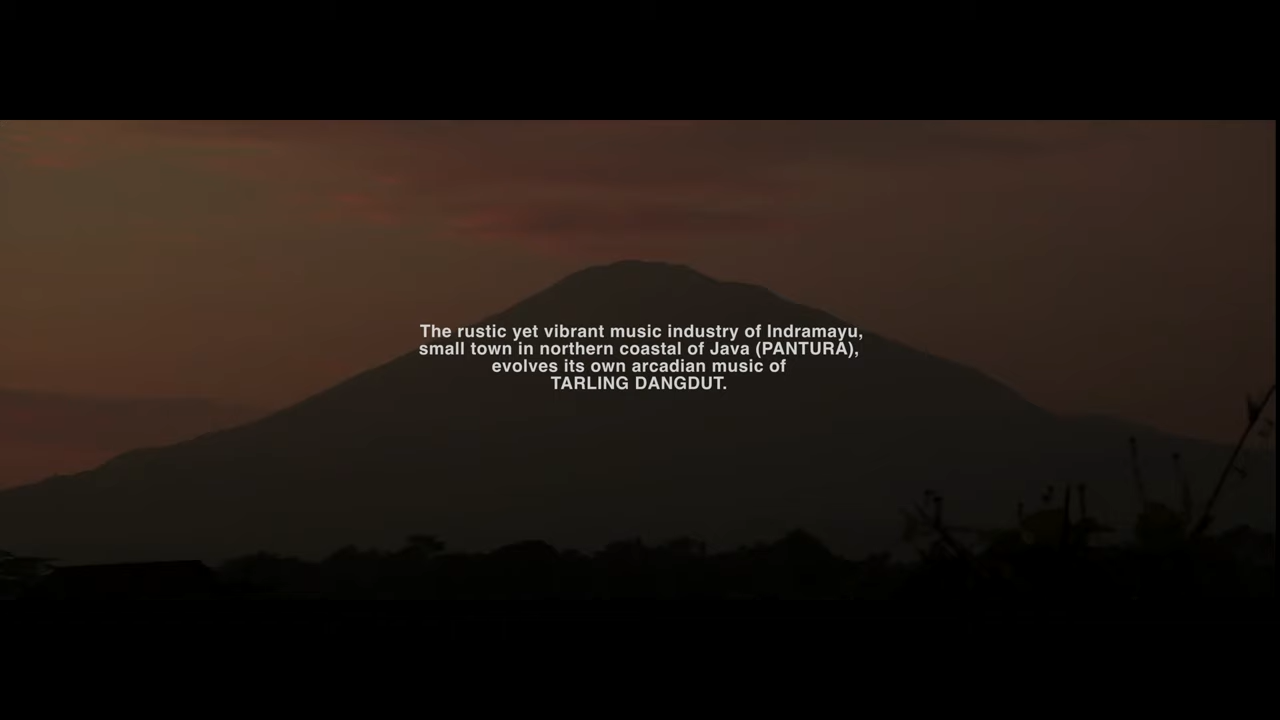 The rustic yet vibrant music industry of Indramayu,
small town in northern coastal of Java (PANTURA),
evolves its own arcadian music of
TARLING DANGDUT.